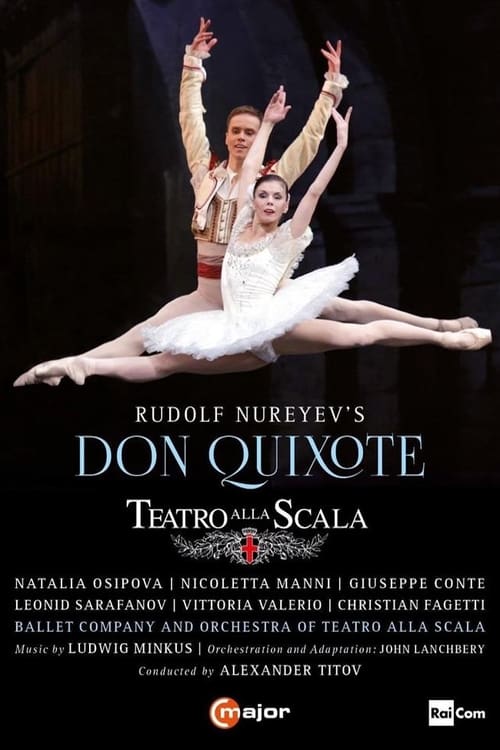 RUDOLF NUREYEV'S
DON QUIXOTE
TEATRO ALLA SCALA
NATALIA OSIPOVA | NICOLETTA MANNI | GIUSEPPE CONTE
LEONID SARAFANOV | VITTORIA VALERIO | CHRISTIAN FAGETTI
BALLET COMPANY AND ORCHESTRA OF TEATRO ALLA SCALA
Music by LUDWIG MINKUS | Orchestration and Adaptation: JOHN LANCHBERY
Conducted by ALEXANDER TITOV
C major
Rai Com